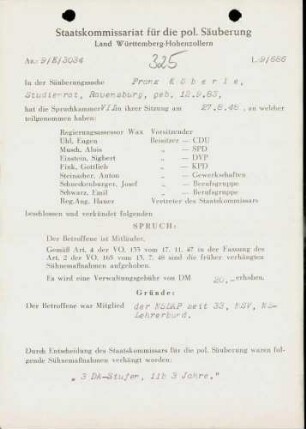 Staatskommissariat für die pol. Säuberung
Land Württemberg-Hohenzollern
Az.: 9/E/3034
325
L.9/666
In der Säuberungssache Franz Köberle,
Studienrat, Ravensburg, geb. 12.9.83,
hat die Spruchkammer VII in ihrer Sitzung am 27.8.48, an welcher
teilgenommen haben:
Regierungsassessor Wax Vorsitzender
Uhl, Eugen Beisitzer – CDU
Musch, Alois „ – SPD
Einstein, Sigbert „ – DVP
Fisk, Gottlieb „ – KPD
Steinacher, Anton „ – Gewerkschaften
Schneckenburger, Josef „ – Berufsgruppe
Schwarz, Emil „ – Berufsgruppe
Reg.Ang. Hauer Vertreter des Staatskommissars
beschlossen und verkündet folgenden
SPRUCH:
Der Betroffene ist Mitläufer.
Gemäß Art. 4 der VO. 133 vom 17. 11. 47 in der Fassung des
Art. 2 der VO. 165 vom 13. 7. 48 sind die früher verhängten
Sühnemaßnahmen aufgehoben.
Es wird eine Verwaltungsgebühr von DM 20.- erhoben.
Gründe:
Der Betroffene war Mitglied der NSDAP seit 33, NSV, NS-
Lehrerbund.
Durch Entscheidung des Staatskommissars für die pol. Säuberung waren fol-
gende Sühnemaßnahmen verhängt worden:
„ 3 DA-Stufen, 11b 3 Jahre."